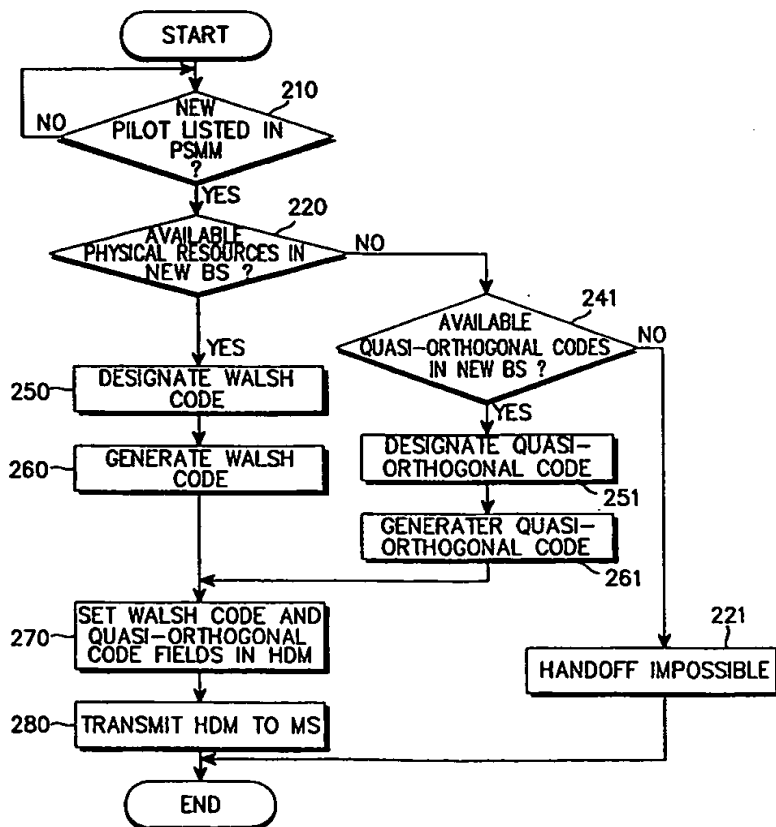 START
210
NEW
PILOT LISTED IN
PSMM
?
NO
YES
220
AVAILABLE
PHYSICAL RESOURCES IN
NEW BS ?
NO
YES
241
AVAILABLE
QUASI-ORTHOGONAL CODES
IN NEW BS ?
NO
YES
250
DESIGNATE WALSH
CODE
260
GENERATE WALSH
CODE
DESIGNATE QUASI-
ORTHOGONAL CODE
251
GENERATER QUASI-
ORTHOGONAL CODE
261
270
SET WALSH CODE AND
QUASI-ORTHOGONAL
CODE FIELDS IN HDM
221
HANDOFF IMPOSSIBLE
280
TRANSMIT HDM TO MS
END